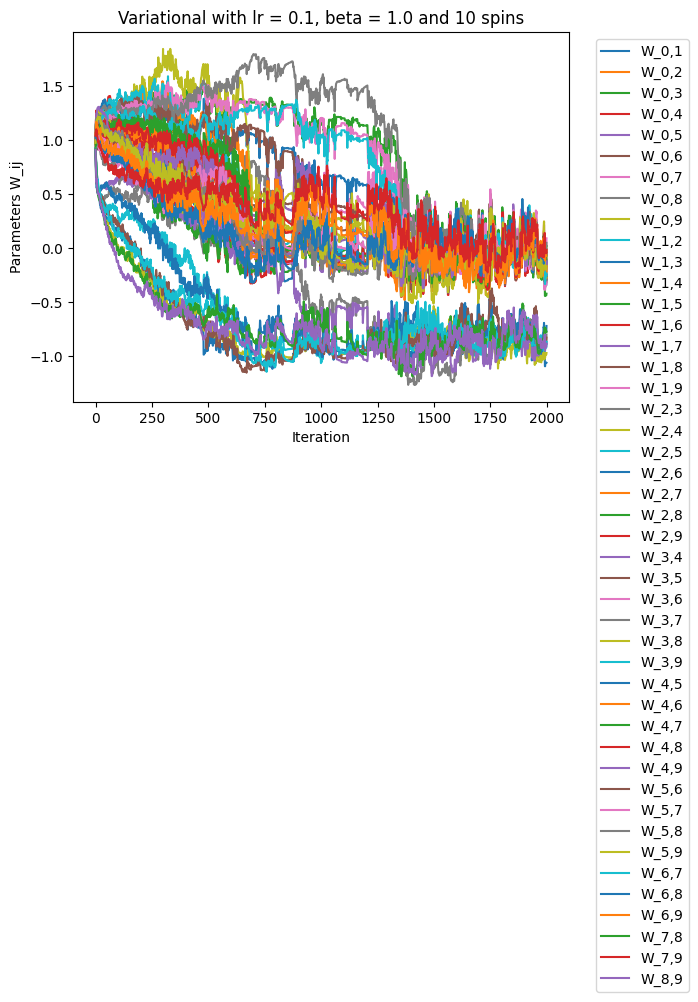 Variational with lr = 0.1, beta = 1.0 and 10 spins
Parameters W_ij
1.5
1.0
0.5
0.0
−0.5
−1.0
0 250 500 750 1000 1250 1500 1750 2000
Iteration
W_0,1
W_0,2
W_0,3
W_0,4
W_0,5
W_0,6
W_0,7
W_0,8
W_0,9
W_1,2
W_1,3
W_1,4
W_1,5
W_1,6
W_1,7
W_1,8
W_1,9
W_2,3
W_2,4
W_2,5
W_2,6
W_2,7
W_2,8
W_2,9
W_3,4
W_3,5
W_3,6
W_3,7
W_3,8
W_3,9
W_4,5
W_4,6
W_4,7
W_4,8
W_4,9
W_5,6
W_5,7
W_5,8
W_5,9
W_6,7
W_6,8
W_6,9
W_7,8
W_7,9
W_8,9